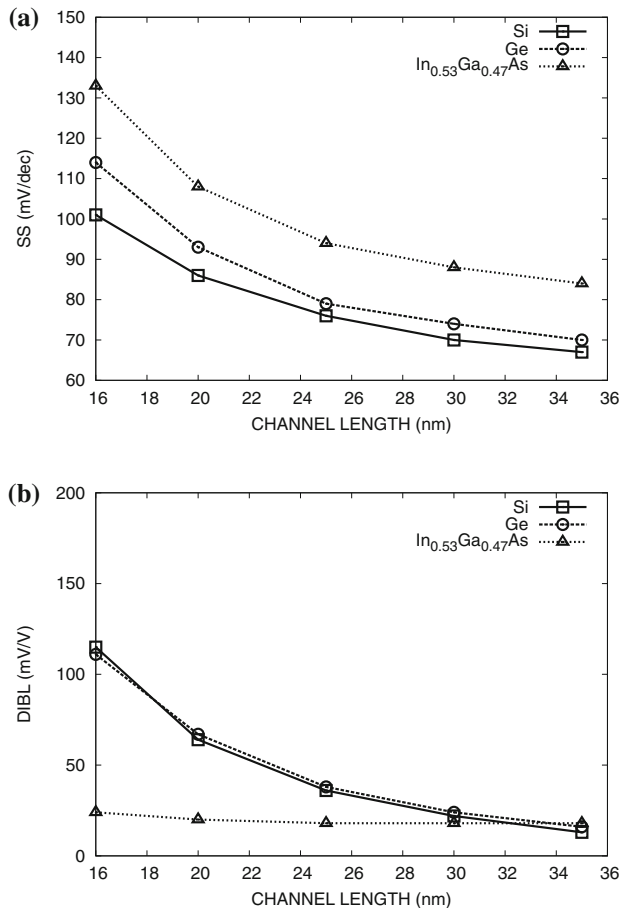 (a)
150
140
130
120
110
100
90
80
70
60
SS (mV/dec)
Si
Ge
In0.53Ga0.47As
16 18 20 22 24 26 28 30 32 34 36
CHANNEL LENGTH (nm)
(b)
200
150
100
50
0
DIBL (mV/V)
Si
Ge
In0.53Ga0.47As
16 18 20 22 24 26 28 30 32 34 36
CHANNEL LENGTH (nm)